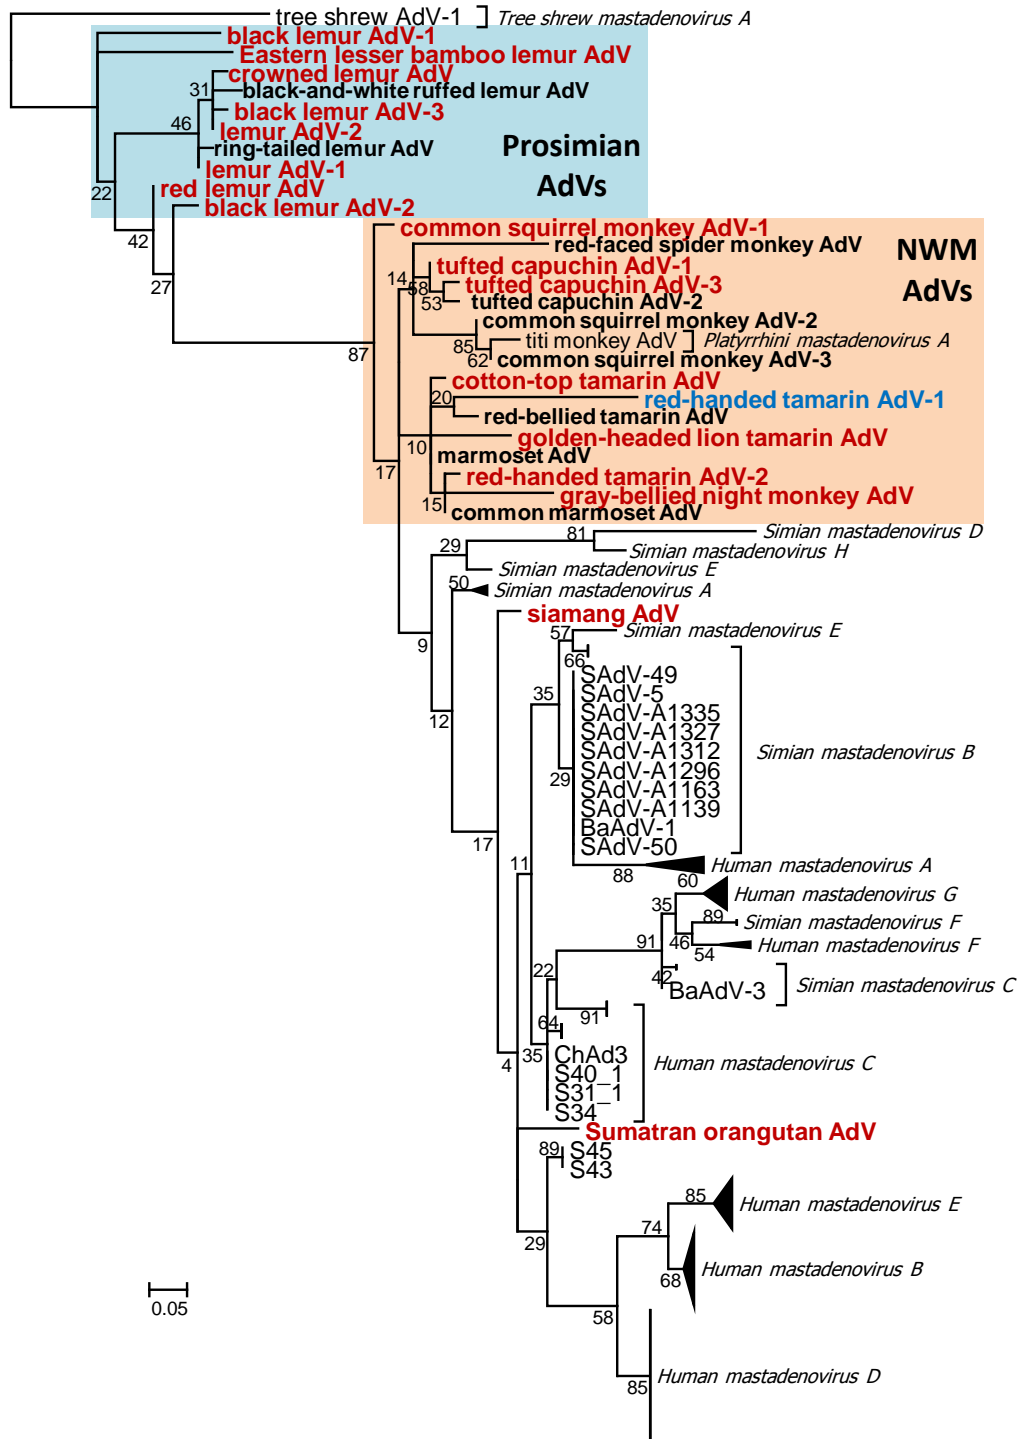 tree shrew AdV-1
Tree shrew mastadenovirus A
black lemur AdV-1
Eastern lesser bamboo lemur AdV
crowned lemur AdV
31
black-and-white ruffed lemur AdV
black lemur AdV-3
46
lemur AdV-2
ring-tailed lemur AdV
Prosimian
AdVs
lemur AdV-1
red lemur AdV
22
black lemur AdV-2
42
common squirrel monkey AdV-1
red-faced spider monkey AdV
NWM
AdVs
tufted capuchin AdV-1
14
58
tufted capuchin AdV-3
27
53
tufted capuchin AdV-2
common squirrel monkey AdV-2
titi monkey AdV
Platyrrhini mastadenovirus A
85
87
62
common squirrel monkey AdV-3
cotton-top tamarin AdV
20
red-handed tamarin AdV-1
red-bellied tamarin AdV
golden-headed lion tamarin AdV
10
marmoset AdV
17
red-handed tamarin AdV-2
gray-bellied night monkey AdV
15
common marmoset AdV
81
Simian mastadenovirus D
29
Simian mastadenovirus H
Simian mastadenovirus E
50
Simian mastadenovirus A
siamang AdV
57
Simian mastadenovirus E
9
66
SAdV-49
35
SAdV-5
SAdV-A1335
12
SAdV-A1327
SAdV-A1312
Simian mastadenovirus B
SAdV-A1296
29
SAdV-A1163
SAdV-A1139
BaAdV-1
17
SAdV-50
11
88
Human mastadenovirus A
60
Human mastadenovirus G
35
89
Simian mastadenovirus F
91
46
54
Human mastadenovirus F
22
42
BaAdV-3
Simian mastadenovirus C
91
64
35
ChAd3
4
S40_1
Human mastadenovirus C
S31_1
S34
Sumatran orangutan AdV
89
S45
S43
85
Human mastadenovirus E
74
29
68
Human mastadenovirus B
0.05
58
Human mastadenovirus D
85